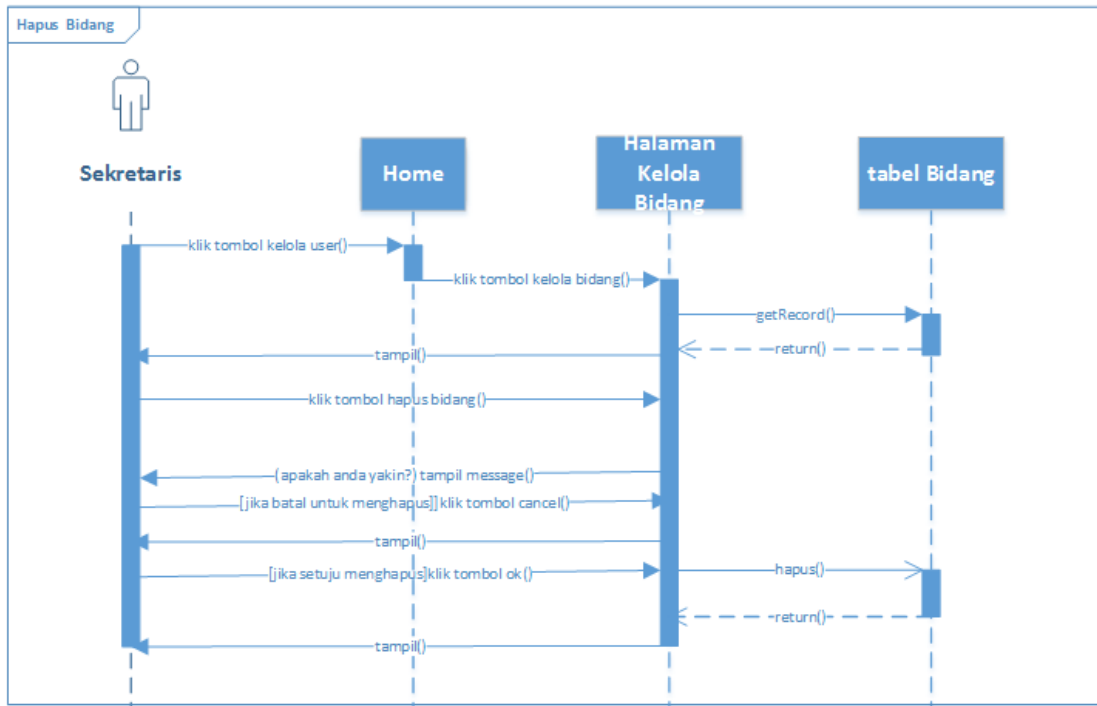 Hapus Bidang
Sekretaris
Home
Halaman
Kelola
Bidang
tabel Bidang
klik tombol kelola user()
klik tombol kelola bidang()
getRecord()
return()
tampil()
klik tombol hapus bidang()
(apakah anda yakin?) tampil message()
[jika batal untuk menghapus]]klik tombol cancel()
tampil()
[jika setuju menghapus]klik tombol ok()
hapus()
return()
tampil()